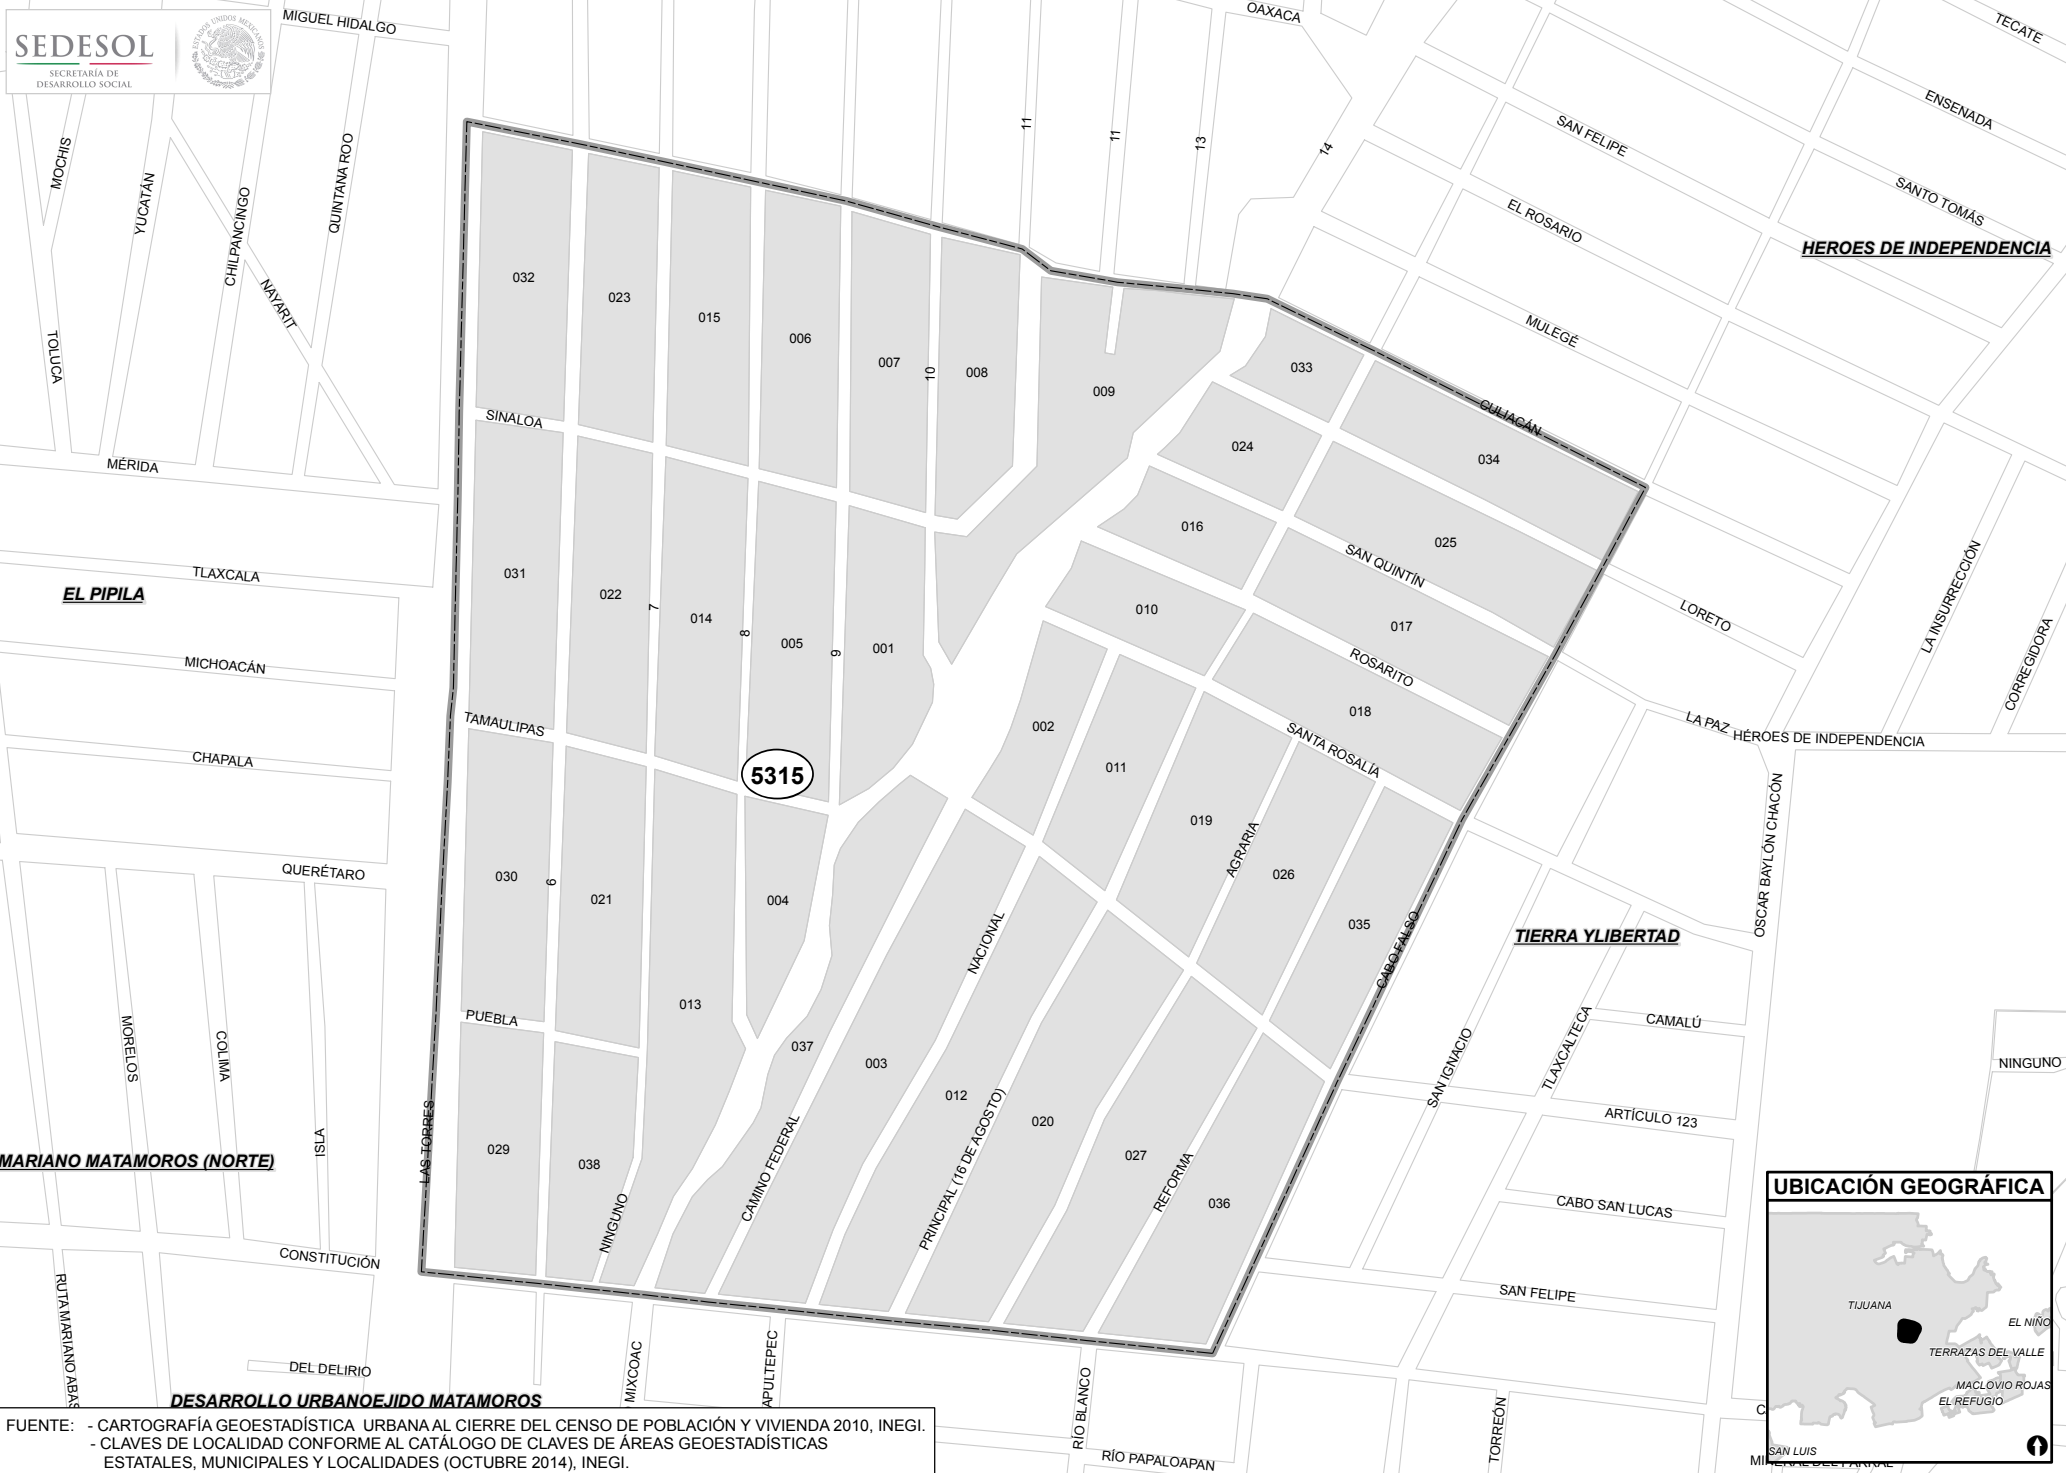 SEDESOL
SECRETARÍA DE
DESARROLLO SOCIAL
ESTADOS UNIDOS MEXICANOS
MIGUEL HIDALGO
OAXACA
TECATE
ENSENADA
SAN FELIPE
SANTO TOMÁS
EL ROSARIO
HEROES DE INDEPENDENCIA
MULEGÉ
MOCHIS
YUCATÁN
CHILPANCINGO
QUINTANA ROO
NAYARIT
TOLUCA
11
11
13
14
032
023
015
006
007
10
008
009
033
CULIACÁN
034
024
SINALOA
MÉRIDA
016
025
SAN QUINTÍN
TLAXCALA
EL PIPILA
031
022
7
014
8
005
9
001
010
017
LORETO
LA INSURRECCIÓN
CORREGIDORA
ROSARITO
MICHOACÁN
018
002
TAMAULIPAS
SANTA ROSALÍA
LA PAZ
HÉROES DE INDEPENDENCIA
CHAPALA
5315
011
019
AGRARIA
026
OSCAR BAYLÓN CHACÓN
QUERÉTARO
030
6
021
004
NACIONAL
035
CABO FALSO
TIERRA YLIBERTAD
013
PUEBLA
037
003
012
020
PRINCIPAL (16 DE AGOSTO)
MORELOS
COLIMA
ISLA
SAN IGNACIO
TLAXCALTECA
CAMALÚ
NINGUNO
ARTÍCULO 123
MARIANO MATAMOROS (NORTE)
LAS TORRES
029
038
NINGUNO
CAMINO FEDERAL
027
REFORMA
036
CABO SAN LUCAS
CONSTITUCIÓN
SAN FELIPE
RUTA MARIANO ABAS
DEL DELIRIO
MIXCOAC
APULTEPEC
RÍO BLANCO
RÍO PAPALOAPAN
TORREÓN
C
DESARROLLO URBANOEJIDO MATAMOROS
UBICACIÓN GEOGRÁFICA
TIJUANA
EL NIÑO
TERRAZAS DEL VALLE
MACLOVIO ROJAS
EL REFUGIO
SAN LUIS
MINERAL DEL PARRAL
FUENTE: - CARTOGRAFÍA GEOESTADÍSTICA URBANA AL CIERRE DEL CENSO DE POBLACIÓN Y VIVIENDA 2010, INEGI.
- CLAVES DE LOCALIDAD CONFORME AL CATÁLOGO DE CLAVES DE ÁREAS GEOESTADÍSTICAS
ESTATALES, MUNICIPALES Y LOCALIDADES (OCTUBRE 2014), INEGI.